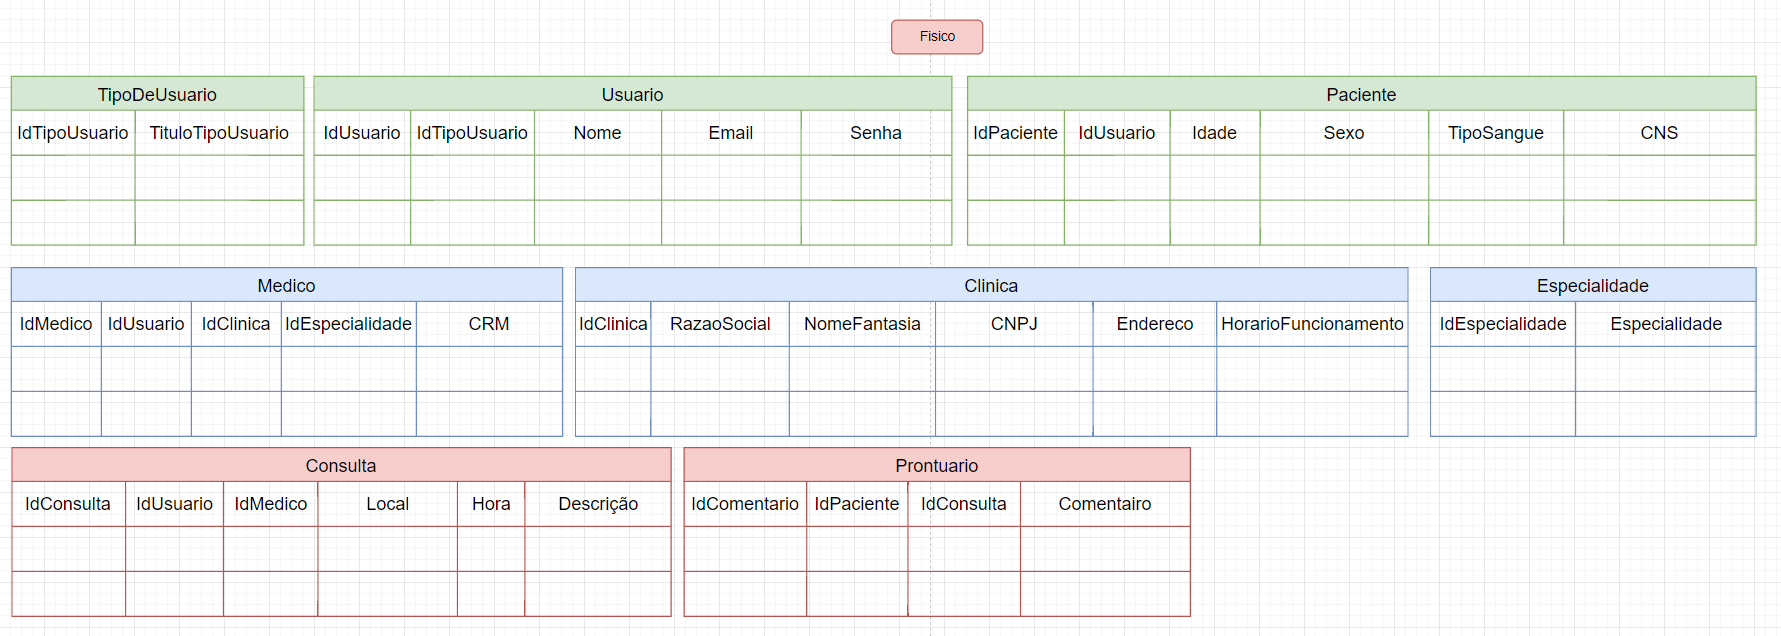 Fisico
TipoDeUsuario
IdTipoUsuario TituloTipoUsuario
Usuario
IdUsuario IdTipoUsuario Nome Email Senha
Paciente
IdPaciente IdUsuario Idade Sexo TipoSangue CNS
Medico
IdMedico IdUsuario IdClinica IdEspecialidade CRM
Clinica
IdClinica RazaoSocial NomeFantasia CNPJ Endereco HorarioFuncionamento
Especialidade
IdEspecialidade Especialidade
Consulta
IdConsulta IdUsuario IdMedico Local Hora Descrição
Prontuario
IdComentario IdPaciente IdConsulta Comentairo